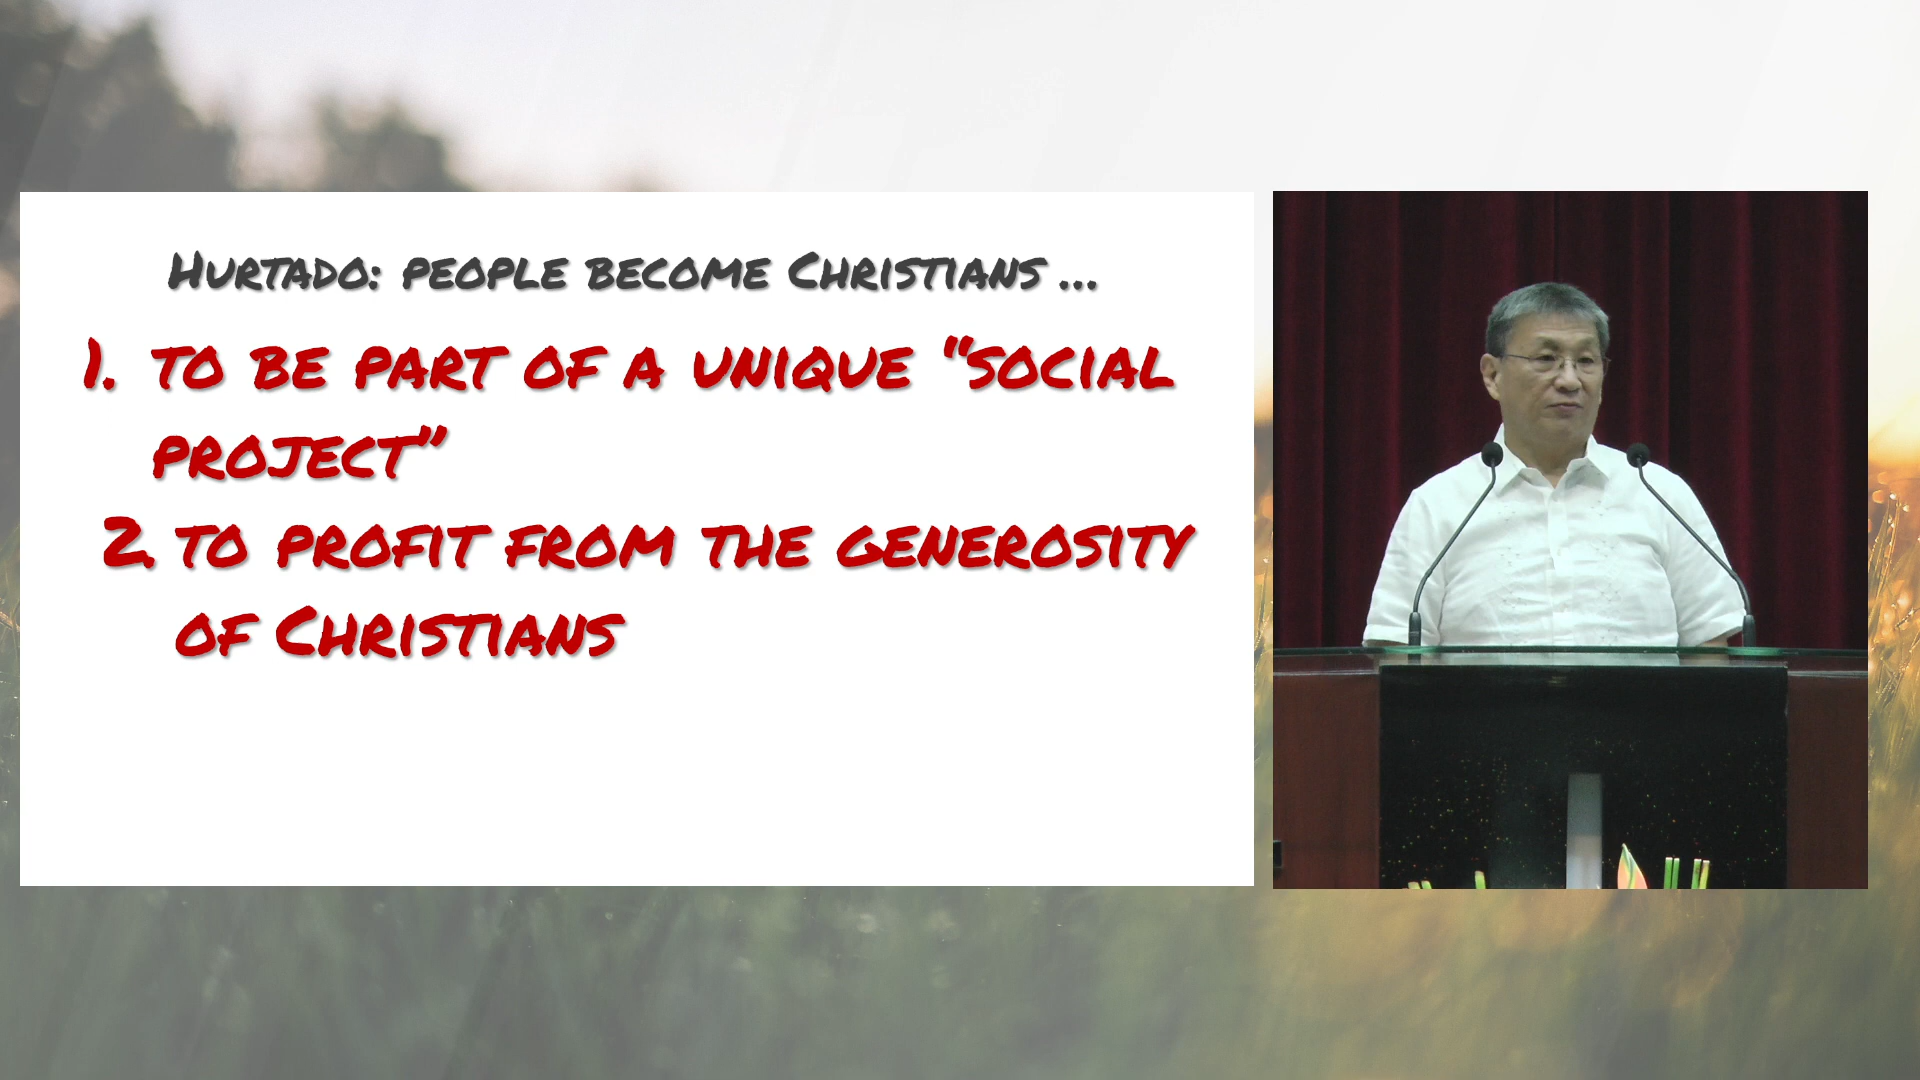 Hurtado: people become Christians ...
1. to be part of a unique "social
project"
2. to profit from the generosity
of Christians